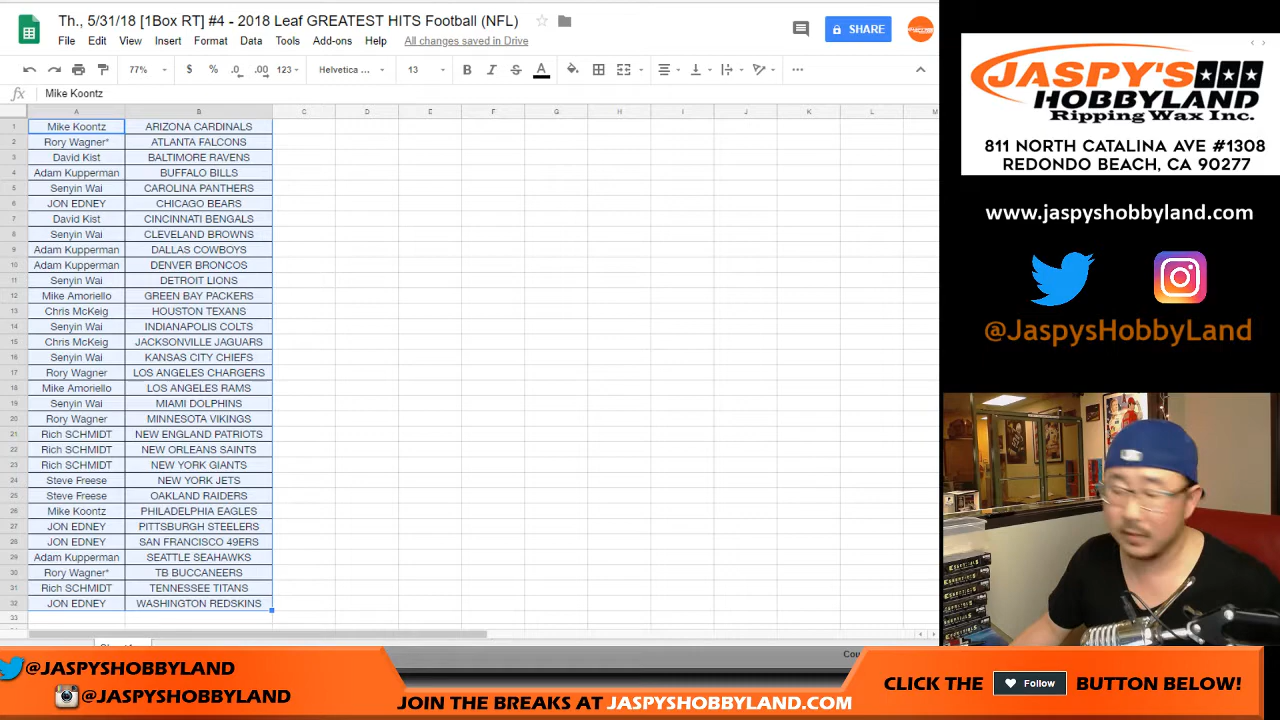 Th., 5/31/18 [1Box RT] #4 - 2018 Leaf GREATEST HITS Football (NFL)
File Edit View Insert Format Data Tools Add-ons Help All changes saved in Drive
SHARE
77% $ % .0 .00 123 Helvetica ... 13 B I S A
fx Mike Koontz
A B C D E F G H I J K L M
1 Mike Koontz ARIZONA CARDINALS
2 Rory Wagner* ATLANTA FALCONS
3 David Kist BALTIMORE RAVENS
4 Adam Kupperman BUFFALO BILLS
5 Senyin Wai CAROLINA PANTHERS
6 JON EDNEY CHICAGO BEARS
7 David Kist CINCINNATI BENGALS
8 Senyin Wai CLEVELAND BROWNS
9 Adam Kupperman DALLAS COWBOYS
10 Adam Kupperman DENVER BRONCOS
11 Senyin Wai DETROIT LIONS
12 Mike Amoriello GREEN BAY PACKERS
13 Chris McKeig HOUSTON TEXANS
14 Senyin Wai INDIANAPOLIS COLTS
15 Chris McKeig JACKSONVILLE JAGUARS
16 Senyin Wai KANSAS CITY CHIEFS
17 Rory Wagner LOS ANGELES CHARGERS
18 Mike Amoriello LOS ANGELES RAMS
19 Senyin Wai MIAMI DOLPHINS
20 Rory Wagner MINNESOTA VIKINGS
21 Rich SCHMIDT NEW ENGLAND PATRIOTS
22 Rich SCHMIDT NEW ORLEANS SAINTS
23 Rich SCHMIDT NEW YORK GIANTS
24 Steve Freese NEW YORK JETS
25 Steve Freese OAKLAND RAIDERS
26 Mike Koontz PHILADELPHIA EAGLES
27 JON EDNEY PITTSBURGH STEELERS
28 JON EDNEY SAN FRANCISCO 49ERS
29 Adam Kupperman SEATTLE SEAHAWKS
30 Rory Wagner* TB BUCCANEERS
31 Rich SCHMIDT TENNESSEE TITANS
32 JON EDNEY WASHINGTON REDSKINS
33
JASPY'S
HOBBYLAND
Ripping Wax Inc.
811 NORTH CATALINA AVE #1308
REDONDO BEACH, CA 90277
www.jaspyshobbyland.com
@JaspysHobbyLand
@JASPYSHOBBYLAND
@JASPYSHOBBYLAND
JOIN THE BREAKS AT JASPYSHOBBYLAND.COM
CLICK THE Follow BUTTON BELOW!